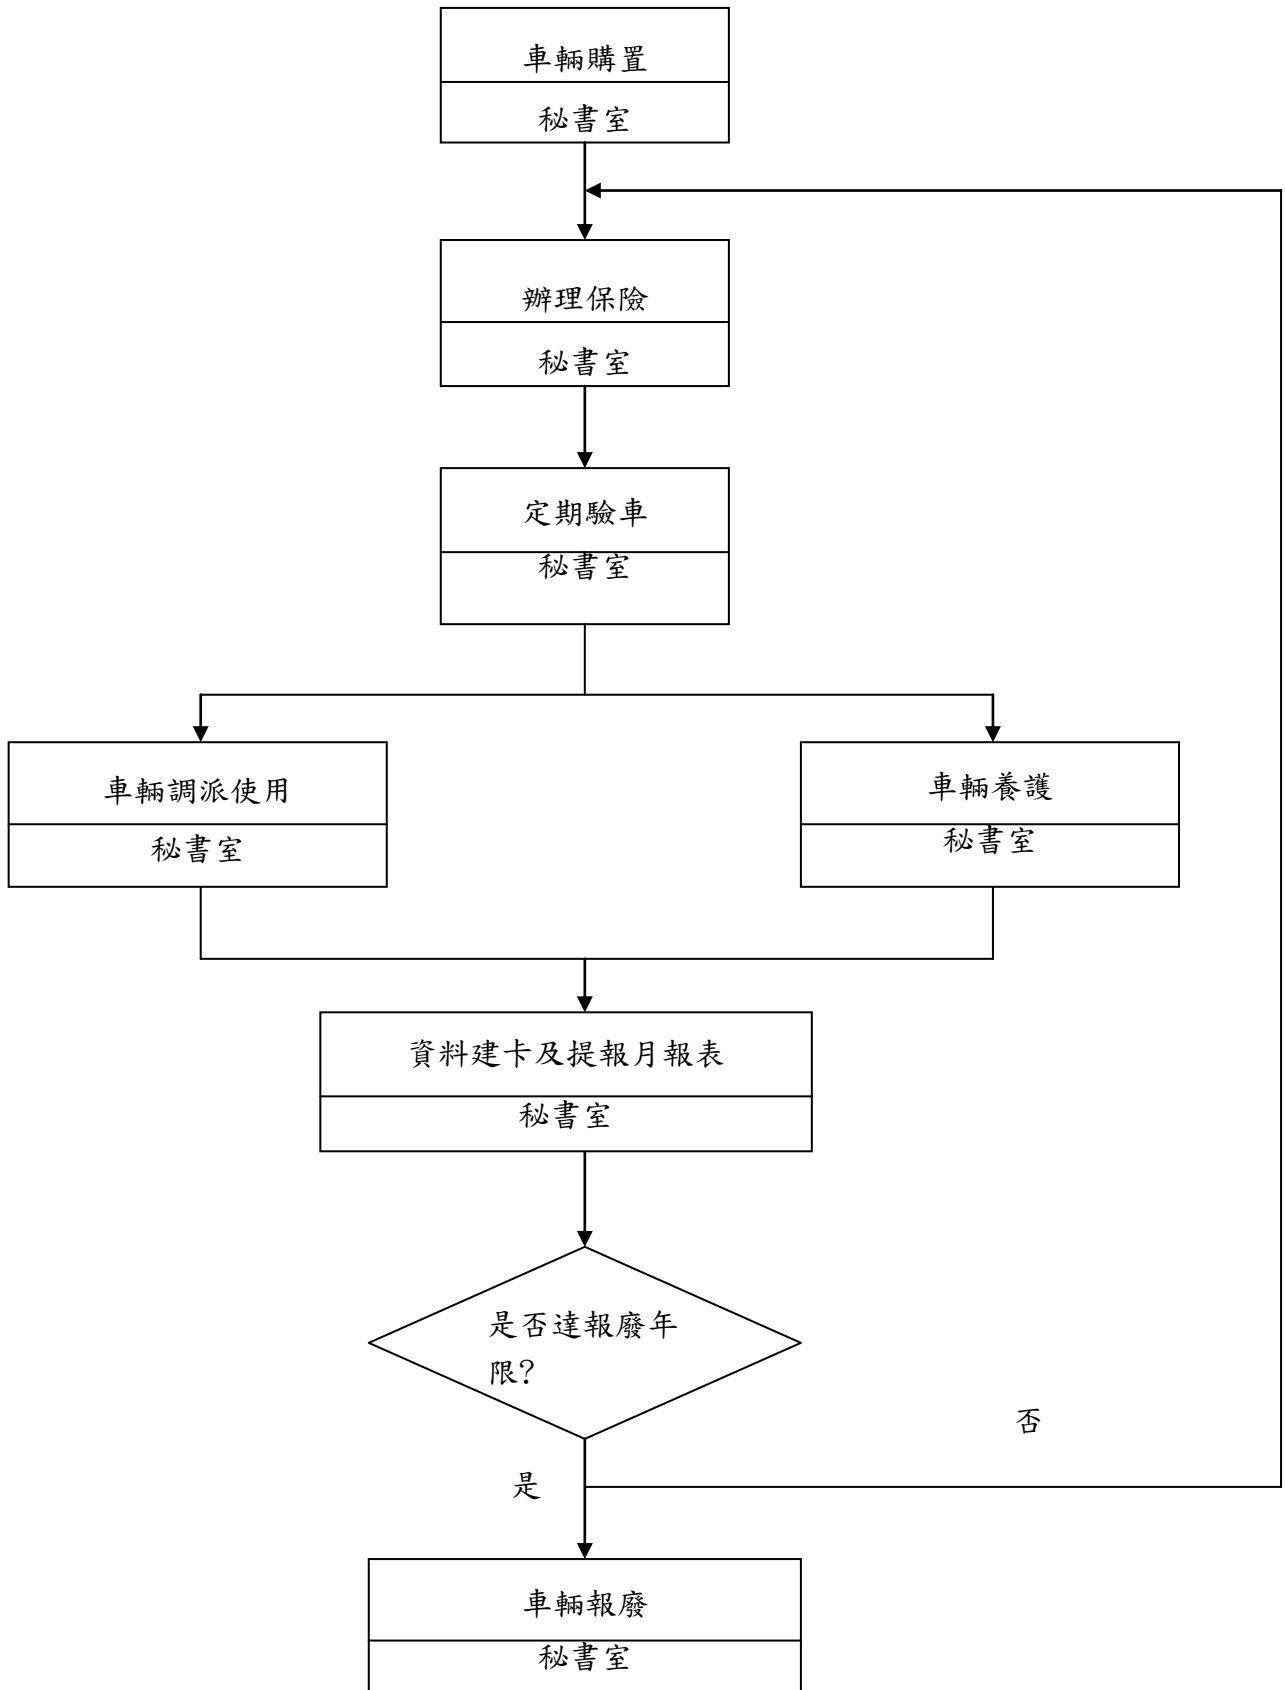 車輛購置
秘書室
辦理保險
秘書室
定期驗車
秘書室
車輛調派使用
秘書室
車輛養護
秘書室
資料建卡及提報月報表
秘書室
是否達報廢年
限?
否
是
車輛報廢
秘書室